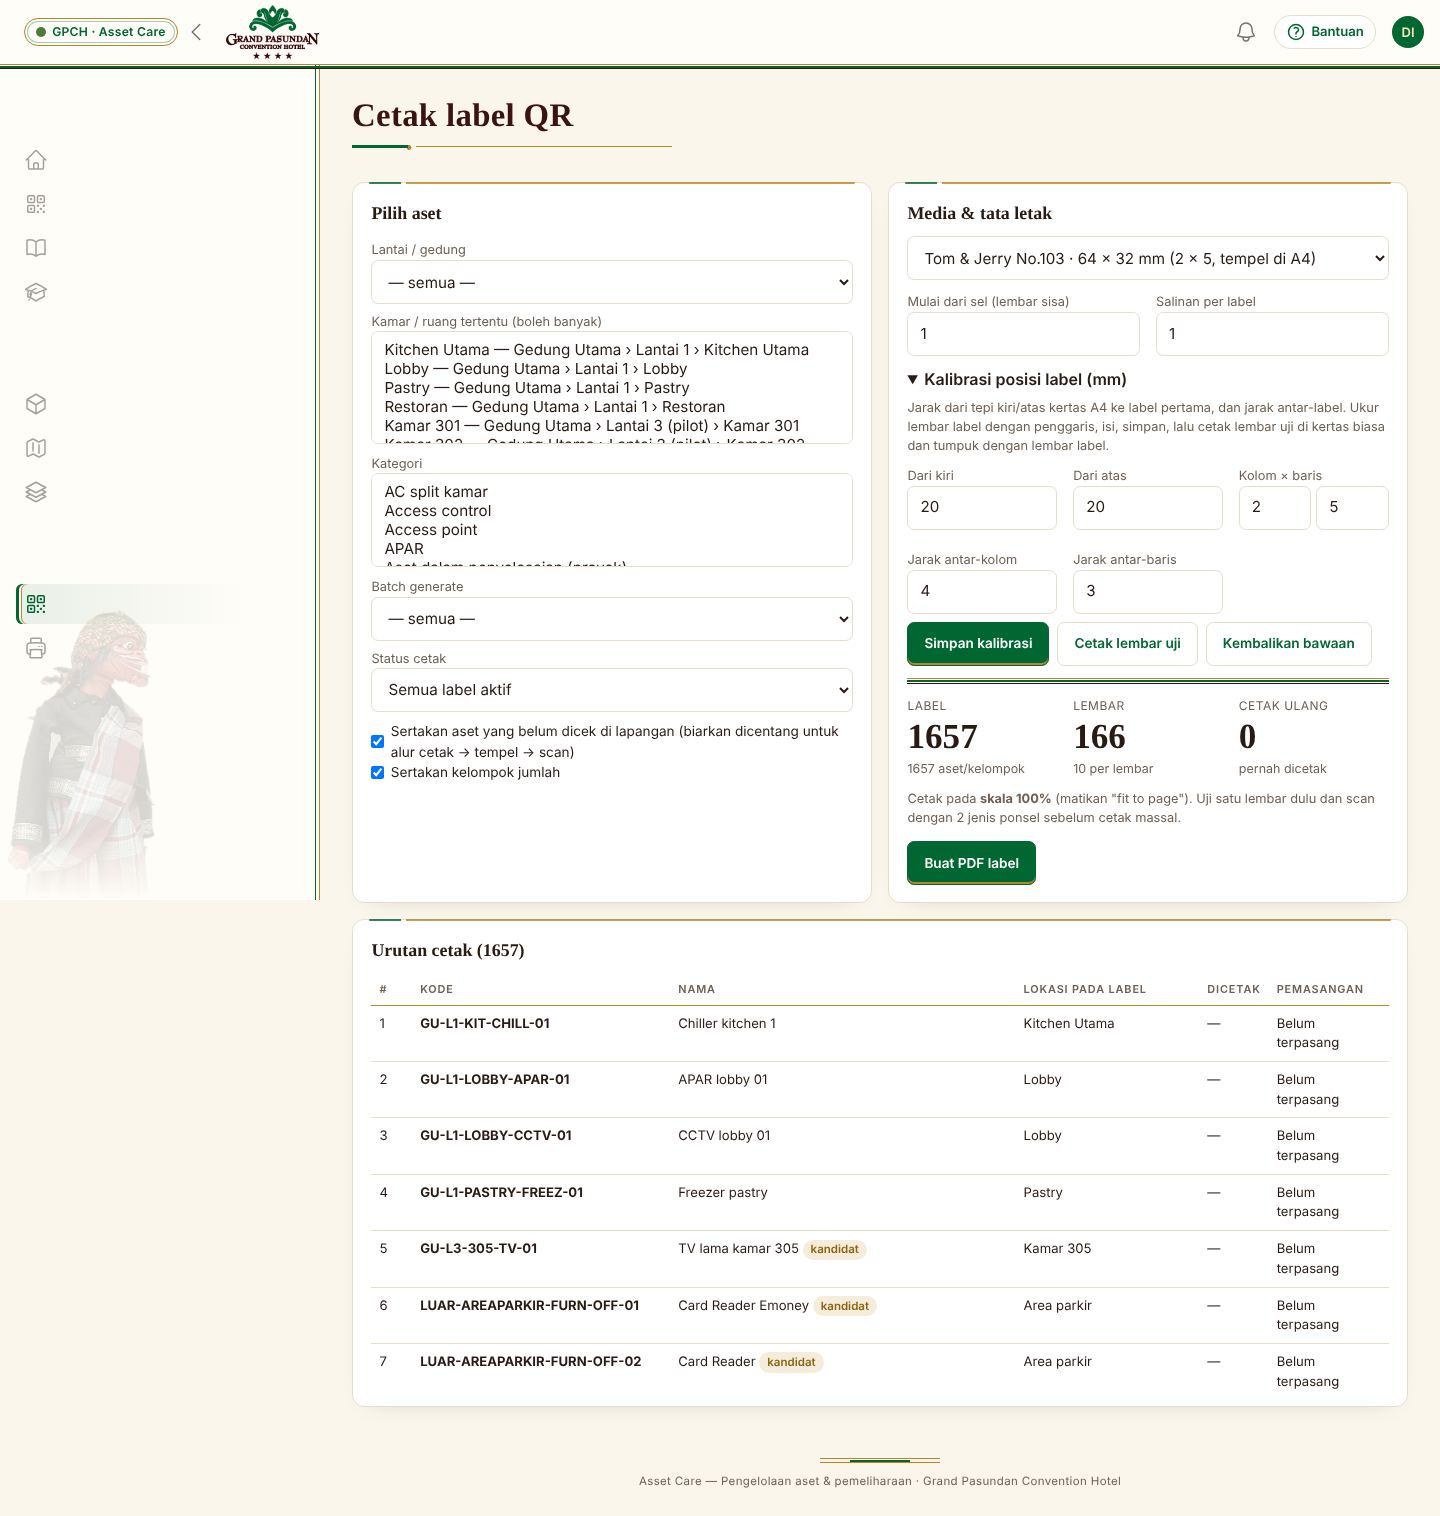 GPCH · Asset Care
GRAND PASUNDAN
CONVENTION HOTEL
Bantuan
DI
Cetak label QR
Pilih aset
Lantai / gedung
— semua —
Kamar / ruang tertentu (boleh banyak)
Kitchen Utama — Gedung Utama › Lantai 1 › Kitchen Utama
Lobby — Gedung Utama › Lantai 1 › Lobby
Pastry — Gedung Utama › Lantai 1 › Pastry
Restoran — Gedung Utama › Lantai 1 › Restoran
Kamar 301 — Gedung Utama › Lantai 3 (pilot) › Kamar 301
Kamar 302 — Gedung Utama › Lantai 3 (pilot) › Kamar 302
Kategori
AC split kamar
Access control
Access point
APAR
Aset dalam penyelesaian (proyek)
Batch generate
— semua —
Status cetak
Semua label aktif
Sertakan aset yang belum dicek di lapangan (biarkan dicentang untuk
alur cetak → tempel → scan)
Sertakan kelompok jumlah
Media & tata letak
Tom & Jerry No.103 · 64 × 32 mm (2 × 5, tempel di A4)
Mulai dari sel (lembar sisa)
Salinan per label
1
1
▼ Kalibrasi posisi label (mm)
Jarak dari tepi kiri/atas kertas A4 ke label pertama, dan jarak antar-label. Ukur
lembar label dengan penggaris, isi, simpan, lalu cetak lembar uji di kertas biasa
dan tumpuk dengan lembar label.
Dari kiri
Dari atas
Kolom × baris
20
20
2
5
Jarak antar-kolom
Jarak antar-baris
4
3
Simpan kalibrasi
Cetak lembar uji
Kembalikan bawaan
LABEL
LEMBAR
CETAK ULANG
1657
166
0
1657 aset/kelompok
10 per lembar
pernah dicetak
Cetak pada skala 100% (matikan "fit to page"). Uji satu lembar dulu dan scan
dengan 2 jenis ponsel sebelum cetak massal.
Buat PDF label
Urutan cetak (1657)
# KODE NAMA LOKASI PADA LABEL DICETAK PEMASANGAN
1 GU-L1-KIT-CHILL-01 Chiller kitchen 1 Kitchen Utama — Belum
terpasang
2 GU-L1-LOBBY-APAR-01 APAR lobby 01 Lobby — Belum
terpasang
3 GU-L1-LOBBY-CCTV-01 CCTV lobby 01 Lobby — Belum
terpasang
4 GU-L1-PASTRY-FREEZ-01 Freezer pastry Pastry — Belum
terpasang
5 GU-L3-305-TV-01 TV lama kamar 305 kandidat Kamar 305 — Belum
terpasang
6 LUAR-AREAPARKIR-FURN-OFF-01 Card Reader Emoney kandidat Area parkir — Belum
terpasang
7 LUAR-AREAPARKIR-FURN-OFF-02 Card Reader kandidat Area parkir — Belum
terpasang
Asset Care — Pengelolaan aset & pemeliharaan · Grand Pasundan Convention Hotel